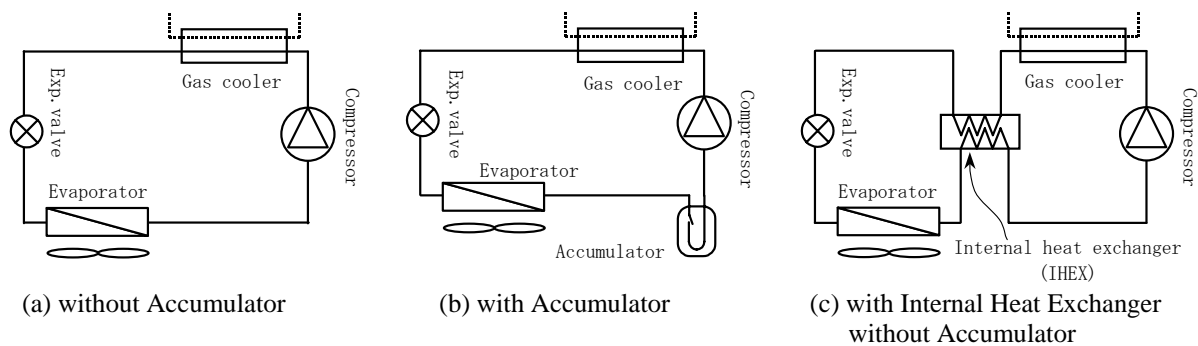 Gas cooler
Exp. valve
Compressor
Evaporator
(a) without Accumulator
Gas cooler
Exp. valve
Compressor
Evaporator
Accumulator
(b) with Accumulator
Gas cooler
Exp. valve
Compressor
Evaporator
Internal heat exchanger
(IHEX)
(c) with Internal Heat Exchanger
without Accumulator